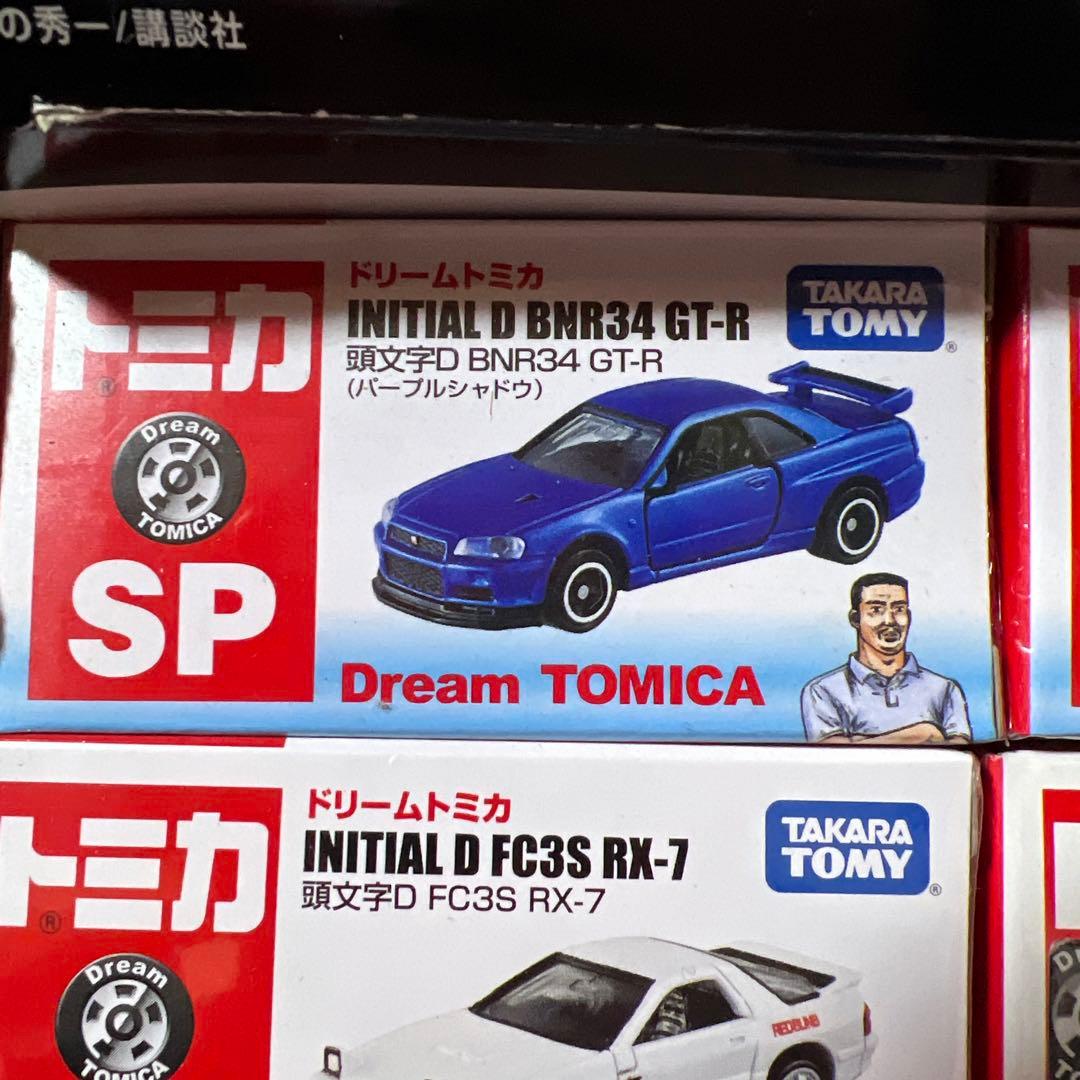 の秀一/講談社
トミカ
®
Dream
TOMICA
SP
ドリームトミカ
INITIAL D BNR34 GT-R
頭文字D BNR34 GT-R
(パープルシャドウ)
TAKARA
TOMY
®
Dream TOMICA
トミカ
®
Dream
TOMICA
ドリームトミカ
INITIAL D FC3S RX-7
頭文字D FC3S RX-7
TAKARA
TOMY
®
REDSUNS